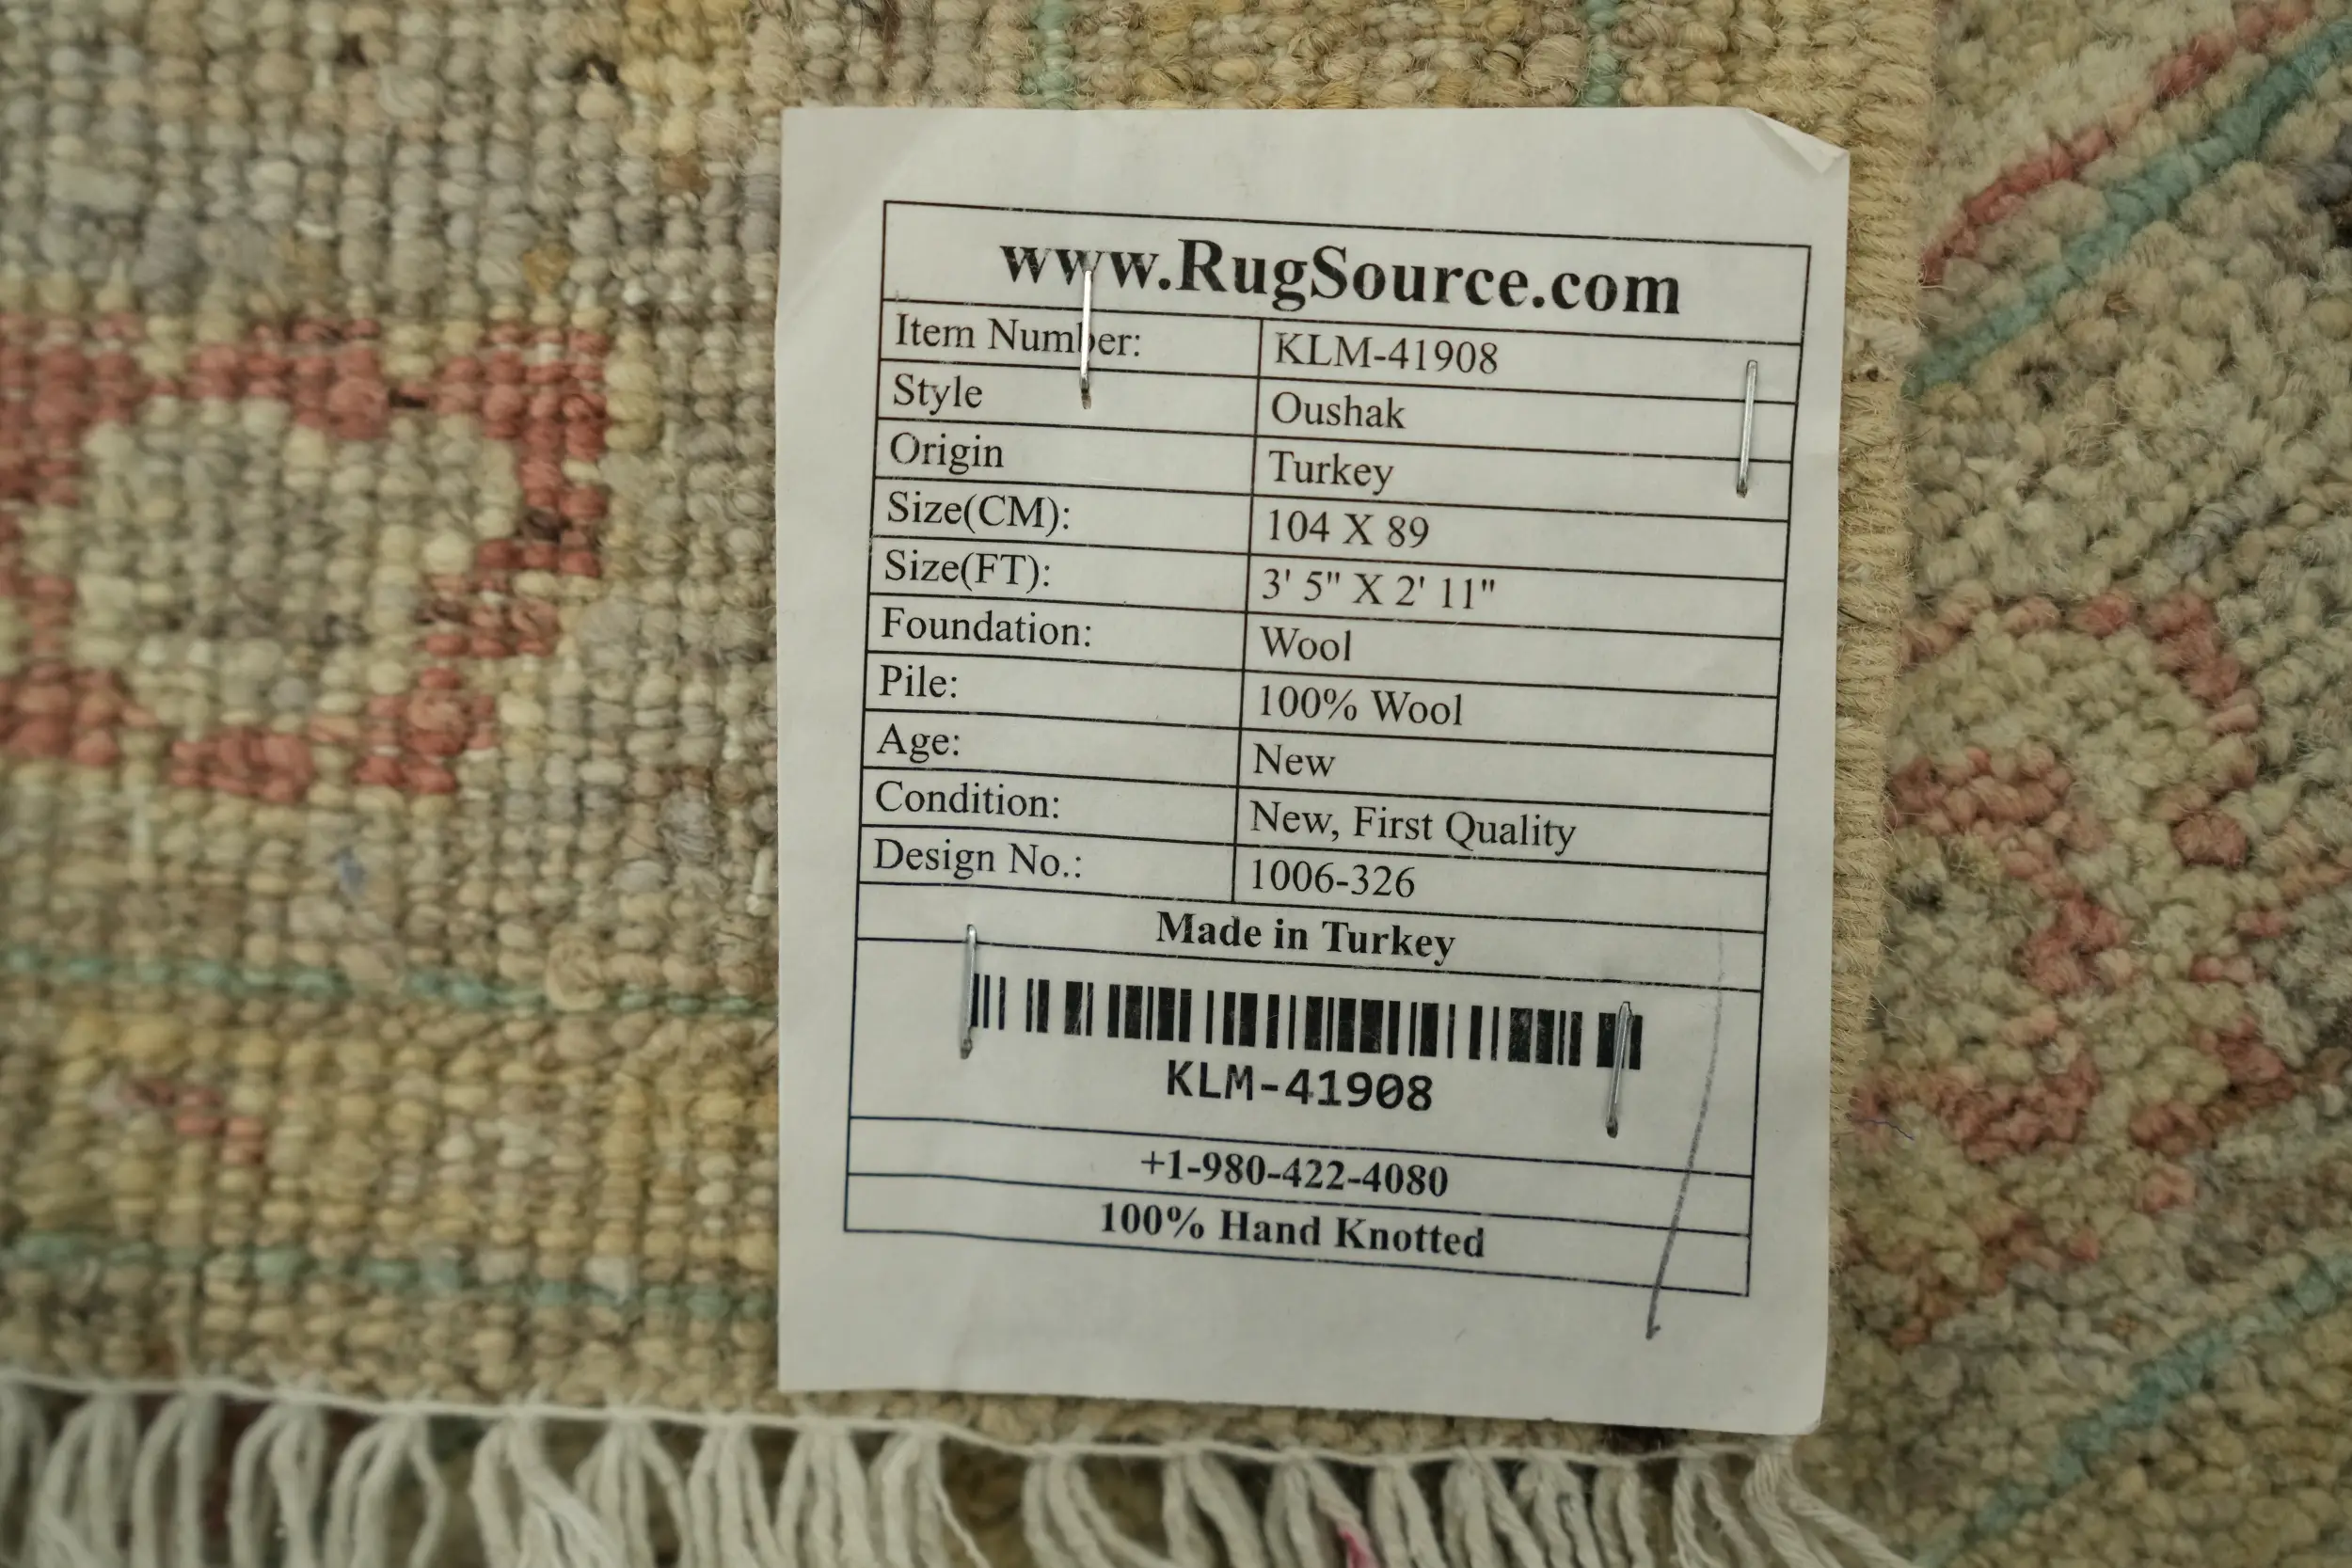 www.RugSource.com
Item Number: KLM-41908
Style Oushak
Origin Turkey
Size(CM): 104 X 89
Size(FT): 3' 5" X 2' 11"
Foundation: Wool
Pile: 100% Wool
Age: New
Condition: New, First Quality
Design No.: 1006-326
Made in Turkey
KLM-41908
+1-980-422-4080
100% Hand Knotted